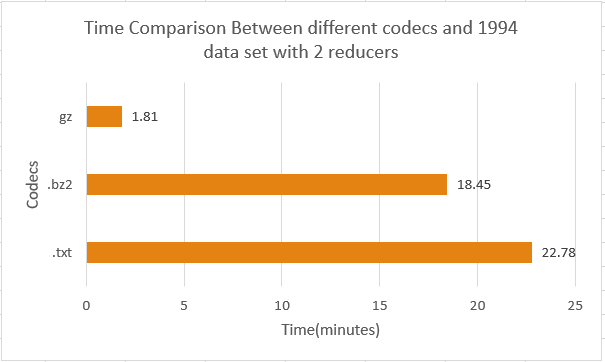 Time Comparison Between different codecs and 1994
data set with 2 reducers
gz
1.81
.bz2
18.45
.txt
22.78
Codecs
0 5 10 15 20 25
Time(minutes)